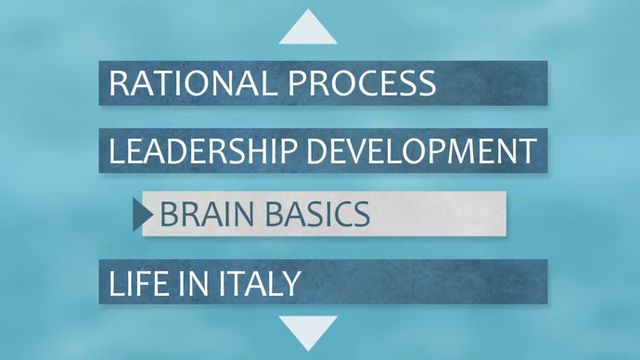 RATIONAL PROCESS
LEADERSHIP DEVELOPMENT
BRAIN BASICS
LIFE IN ITALY